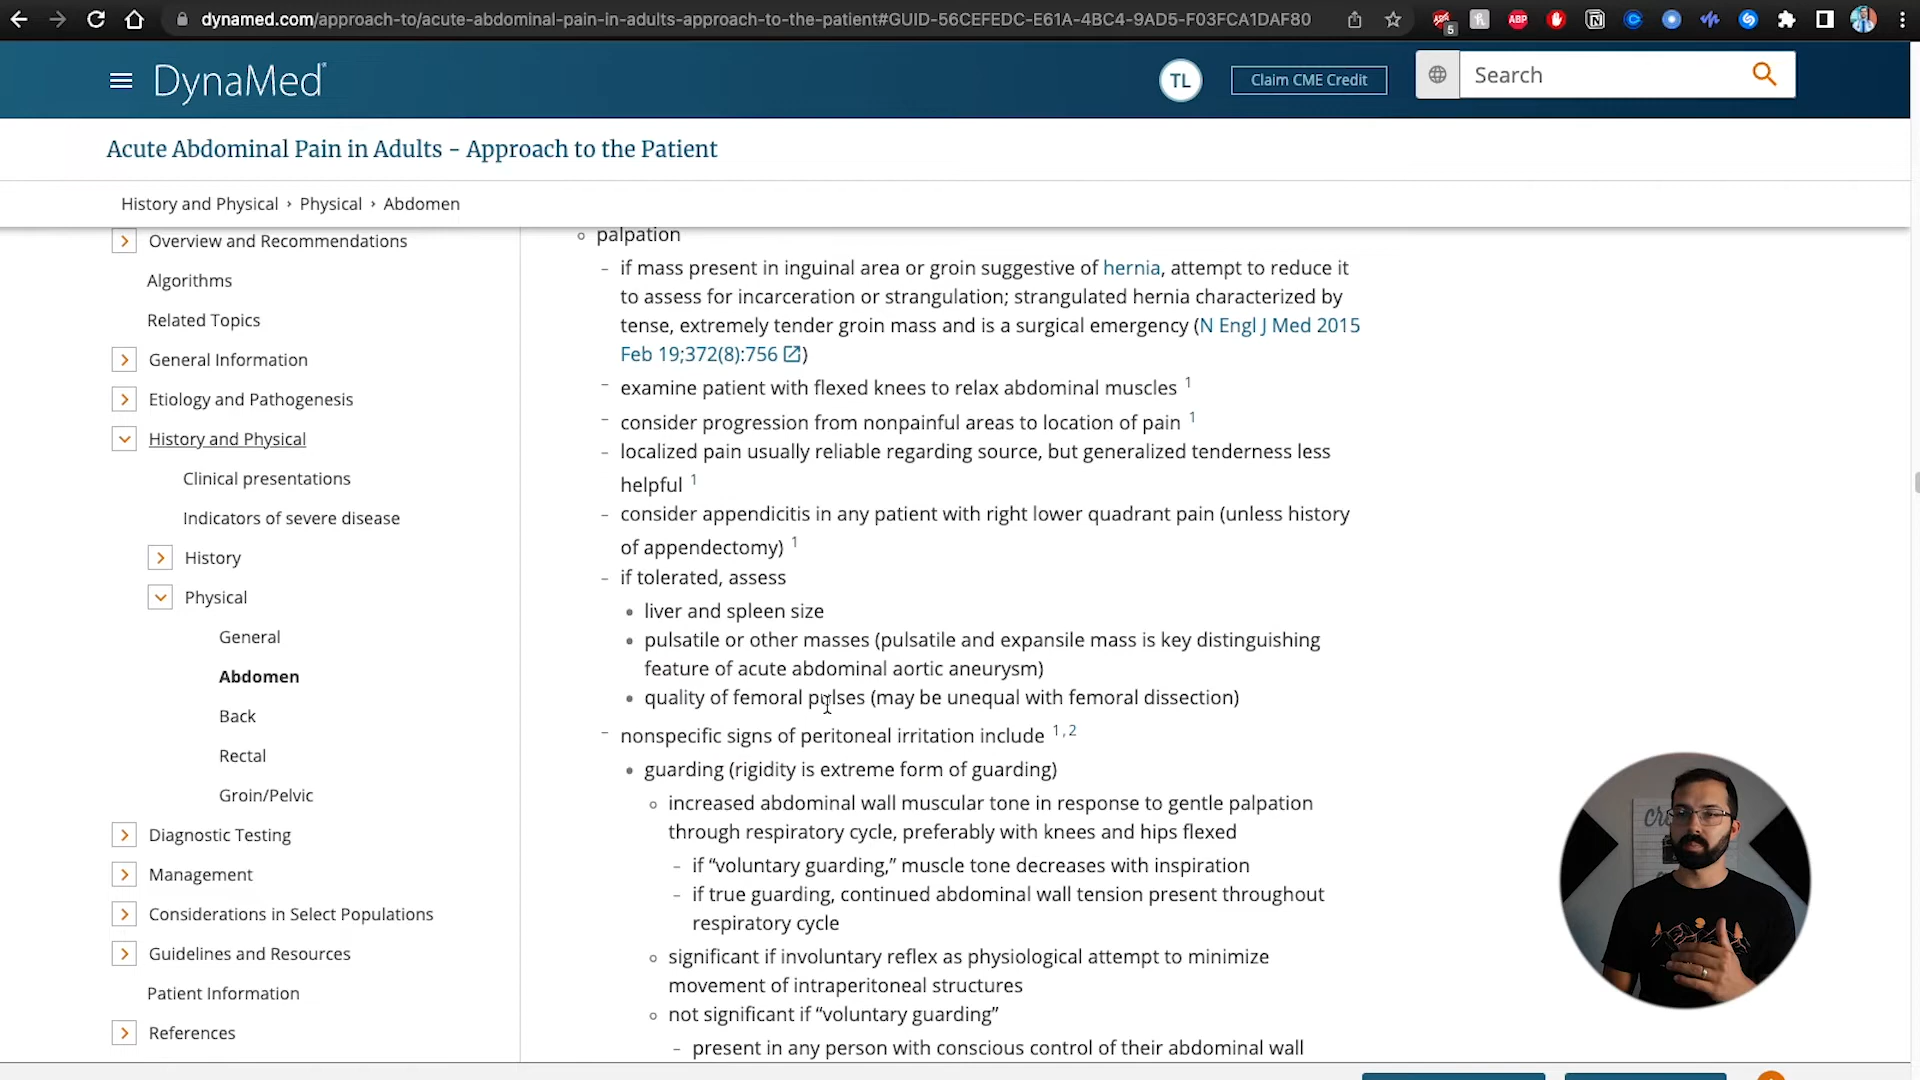 dynamed.com/approach-to/acute-abdominal-pain-in-adults-approach-to-the-patient#GUID-56CEFEDC-E61A-4BC4-9AD5-F03FCA1DAF80
5
ABP
DynaMed
TL
Claim CME Credit
Search
Acute Abdominal Pain in Adults - Approach to the Patient
History and Physical › Physical › Abdomen
Overview and Recommendations
Algorithms
Related Topics
General Information
Etiology and Pathogenesis
History and Physical
Clinical presentations
Indicators of severe disease
History
Physical
General
Abdomen
Back
Rectal
Groin/Pelvic
Diagnostic Testing
Management
Considerations in Select Populations
Guidelines and Resources
Patient Information
References
palpation
if mass present in inguinal area or groin suggestive of hernia, attempt to reduce it
to assess for incarceration or strangulation; strangulated hernia characterized by
tense, extremely tender groin mass and is a surgical emergency (N Engl J Med 2015
Feb 19;372(8):756)
examine patient with flexed knees to relax abdominal muscles 1
consider progression from nonpainful areas to location of pain 1
localized pain usually reliable regarding source, but generalized tenderness less
helpful 1
consider appendicitis in any patient with right lower quadrant pain (unless history
of appendectomy) 1
if tolerated, assess
liver and spleen size
pulsatile or other masses (pulsatile and expansile mass is key distinguishing
feature of acute abdominal aortic aneurysm)
quality of femoral pulses (may be unequal with femoral dissection)
nonspecific signs of peritoneal irritation include 1,2
guarding (rigidity is extreme form of guarding)
increased abdominal wall muscular tone in response to gentle palpation
through respiratory cycle, preferably with knees and hips flexed
if “voluntary guarding,” muscle tone decreases with inspiration
if true guarding, continued abdominal wall tension present throughout
respiratory cycle
significant if involuntary reflex as physiological attempt to minimize
movement of intraperitoneal structures
not significant if “voluntary guarding”
present in any person with conscious control of their abdominal wall